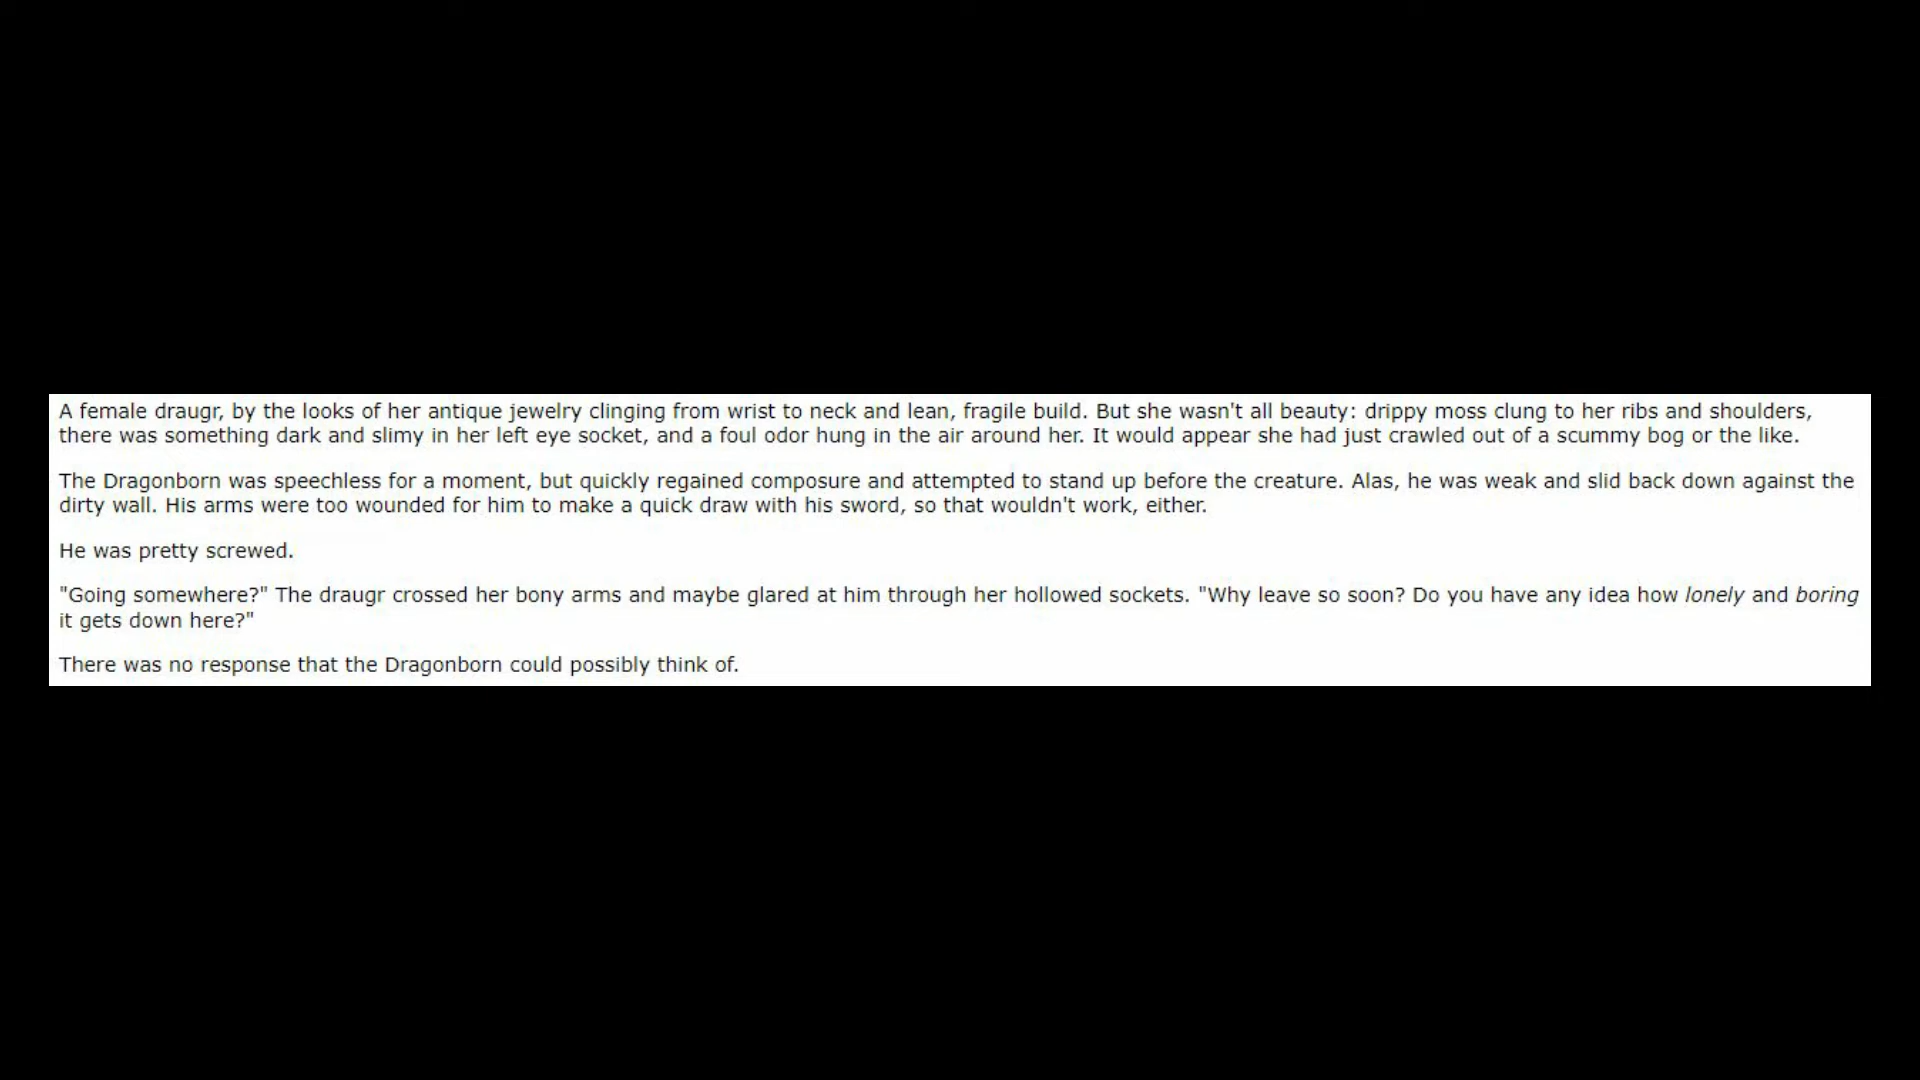 A female draugr, by the looks of her antique jewelry clinging from wrist to neck and lean, fragile build. But she wasn't all beauty: drippy moss clung to her ribs and shoulders,
there was something dark and slimy in her left eye socket, and a foul odor hung in the air around her. It would appear she had just crawled out of a scummy bog or the like.
The Dragonborn was speechless for a moment, but quickly regained composure and attempted to stand up before the creature. Alas, he was weak and slid back down against the
dirty wall. His arms were too wounded for him to make a quick draw with his sword, so that wouldn't work, either.
He was pretty screwed.
"Going somewhere?" The draugr crossed her bony arms and maybe glared at him through her hollowed sockets. "Why leave so soon? Do you have any idea how lonely and boring
it gets down here?"
There was no response that the Dragonborn could possibly think of.